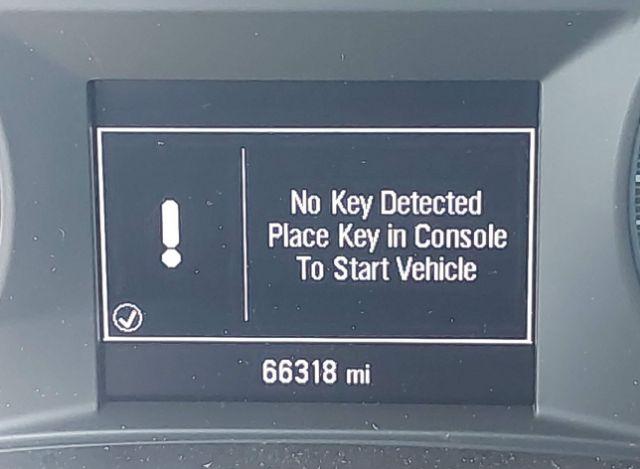 No Key Detected
Place Key in Console
To Start Vehicle
66318 mi